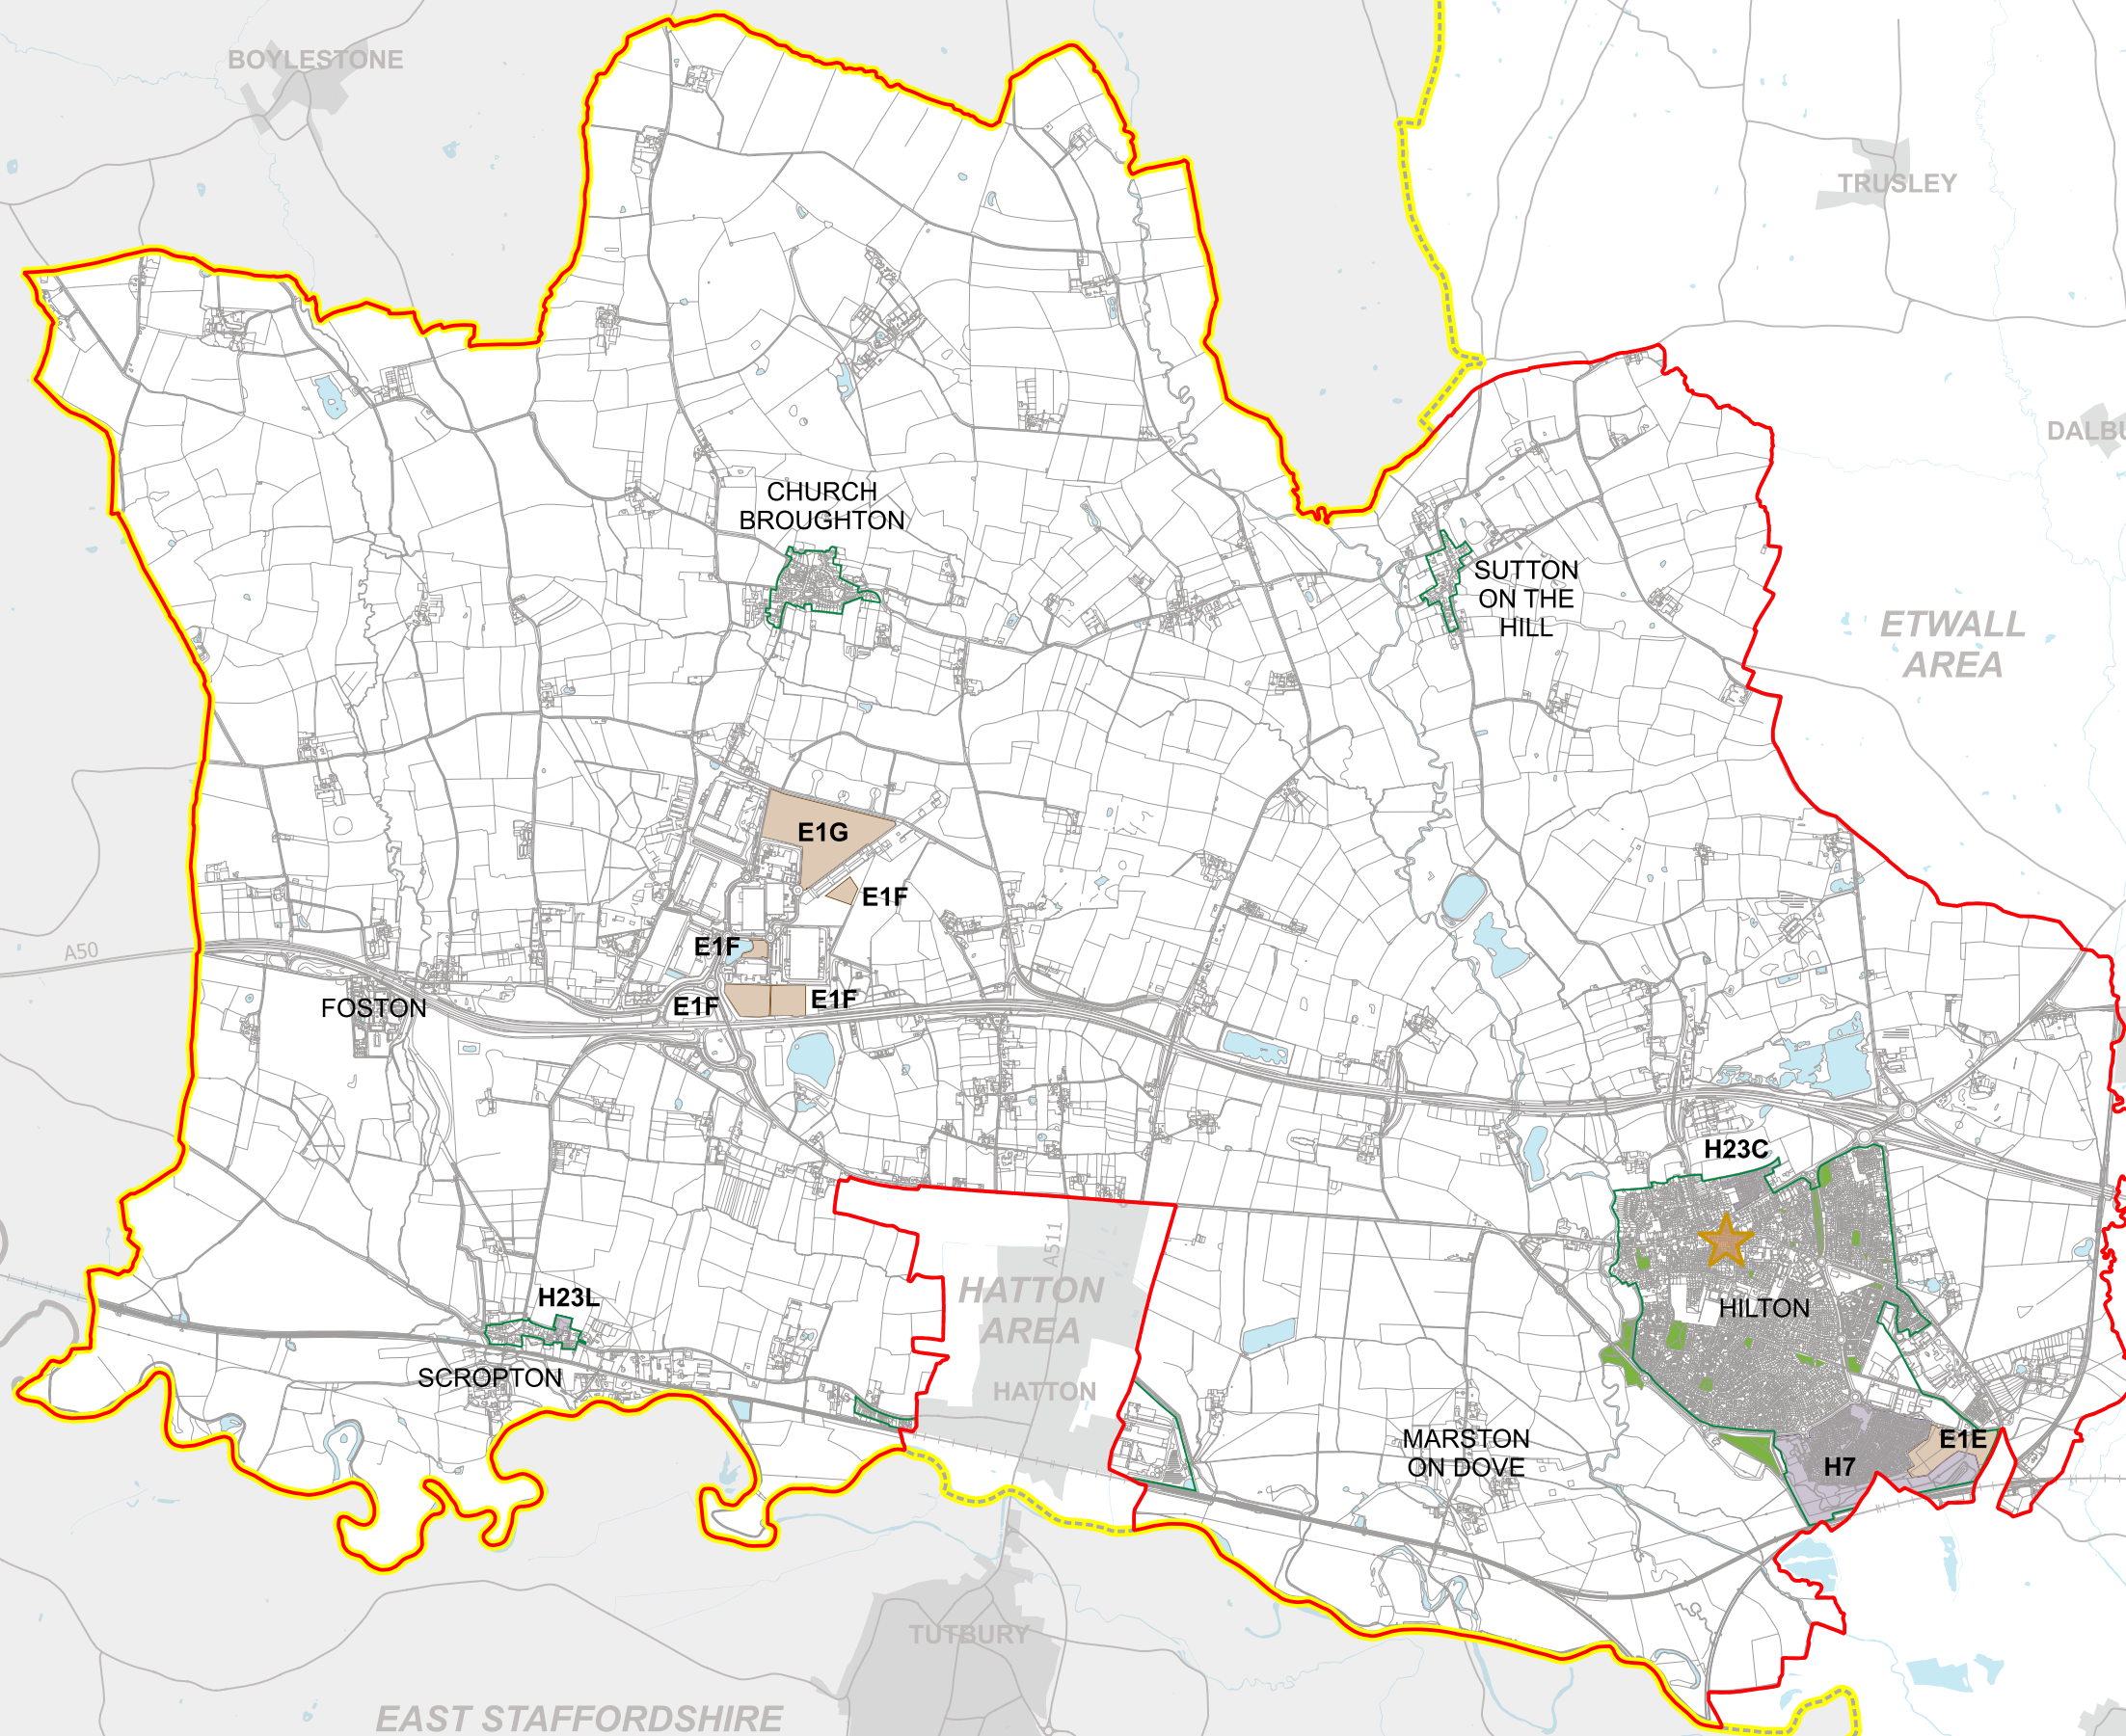 BOYLESTONE
TRUSLEY
DALBU
CHURCH
BROUGHTON
SUTTON
ON THE
HILL
ETWALL
AREA
E1G
E1F
E1F
A50
E1F
E1F
FOSTON
H23C
A511
HATTON
AREA
H23L
HILTON
SCROPTON
HATTON
MARSTON
ON DOVE
E1E
H7
TUTBURY
EAST STAFFORDSHIRE